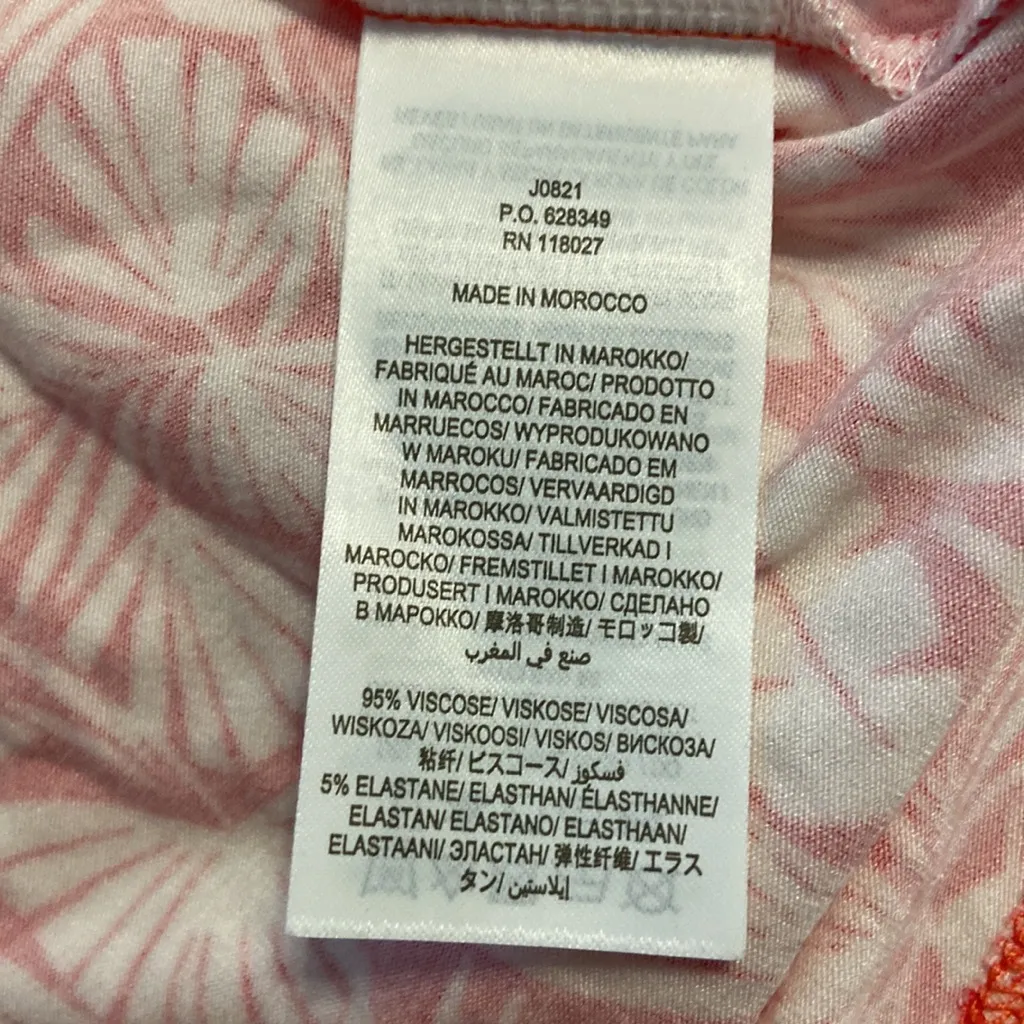 J0821
P.O. 628349
RN 118027
MADE IN MOROCCO
HERGESTELLT IN MAROKKO/
FABRIQUÉ AU MAROC/ PRODOTTO
IN MAROCCO/ FABRICADO EN
MARRUECOS/ WYPRODUKOWANO
W MAROKU/ FABRICADO EM
MARROCOS/ VERVAARDIGD
IN MAROKKO/ VALMISTETTU
MAROKOSSA/ TILLVERKAD I
MAROCKO/ FREMSTILLET I MAROKKO/
PRODUSERT I MAROKKO/ СДЕЛАНО
В МАРОККО/ 摩洛哥制造/ モロッコ製/
صنع في المغرب
95% VISCOSE/ VISKOSE/ VISCOSA/
WISKOZA/ VISKOOSI/ VISKOS/ ВИСКОЗА/
粘纤/ ビスコース/ فسكوز
5% ELASTANE/ ELASTHAN/ ÉLASTHANNE/
ELASTAN/ ELASTANO/ ELASTHAAN/
ELASTAANI/ ЭЛАСТАН/ 弹性纤维/ エラス
タン/ إيلاستين